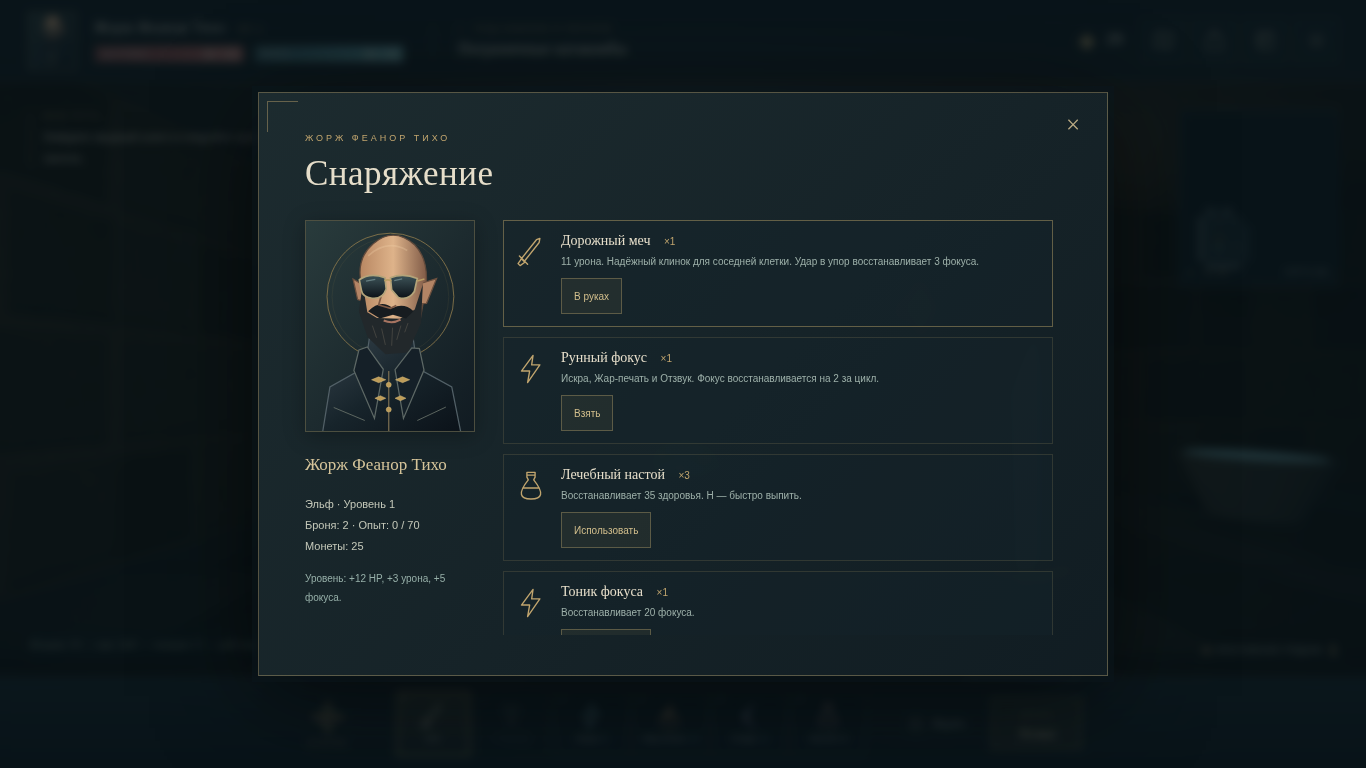 ЖОРЖ ФЕАНОР ТИХО
Снаряжение
×
Дорожный меч ×1
11 урона. Надёжный клинок для соседней клетки. Удар в упор восстанавливает 3 фокуса.
В руках
Рунный фокус ×1
Искра, Жар-печать и Отзвук. Фокус восстанавливается на 2 за цикл.
Взять
Лечебный настой ×3
Восстанавливает 35 здоровья. H — быстро выпить.
Использовать
Тоник фокуса ×1
Восстанавливает 20 фокуса.
Жорж Феанор Тихо
Эльф · Уровень 1
Броня: 2 · Опыт: 0 / 70
Монеты: 25
Уровень: +12 HP, +3 урона, +5
фокуса.